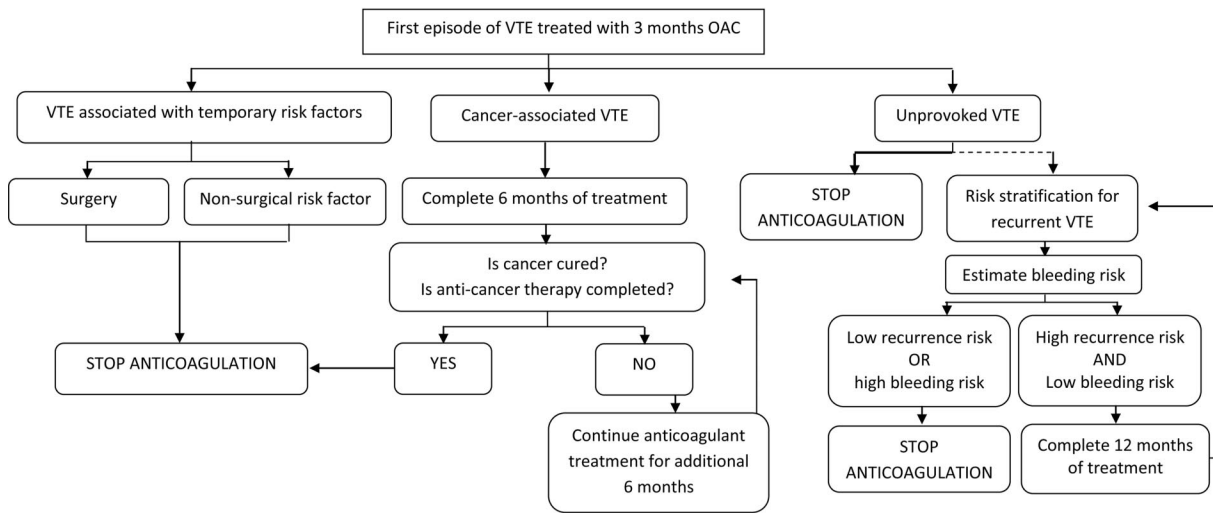 First episode of VTE treated with 3 months OAC
VTE associated with temporary risk factors
Cancer-associated VTE
Unprovoked VTE
Surgery
Non-surgical risk factor
Complete 6 months of treatment
STOP
ANTICOAGULATION
Risk stratification for
recurrent VTE
Is cancer cured?
Is anti-cancer therapy completed?
Estimate bleeding risk
STOP ANTICOAGULATION
YES
NO
Low recurrence risk
OR
high bleeding risk
High recurrence risk
AND
Low bleeding risk
Continue anticoagulant
treatment for additional
6 months
STOP
ANTICOAGULATION
Complete 12 months
of treatment